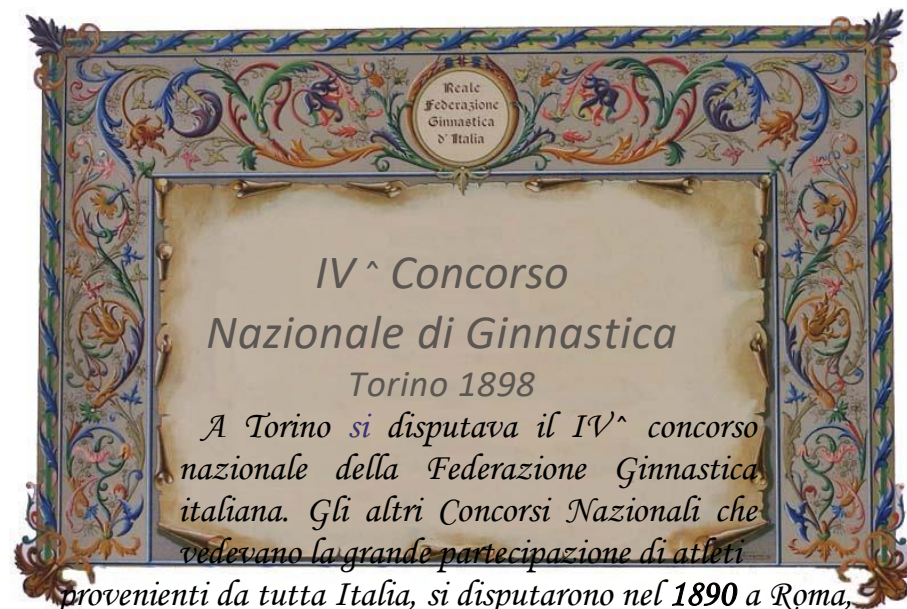 Reale
Federazione
Ginnastica
d' Italia
IV ^ Concorso
Nazionale di Ginnastica
Torino 1898
A Torino si disputava il IV^ concorso
nazionale della Federazione Ginnastica
italiana. Gli altri Concorsi Nazionali che
vedevano la grande partecipazione di atleti
provenienti da tutta Italia, si disputarono nel 1890 a Roma,